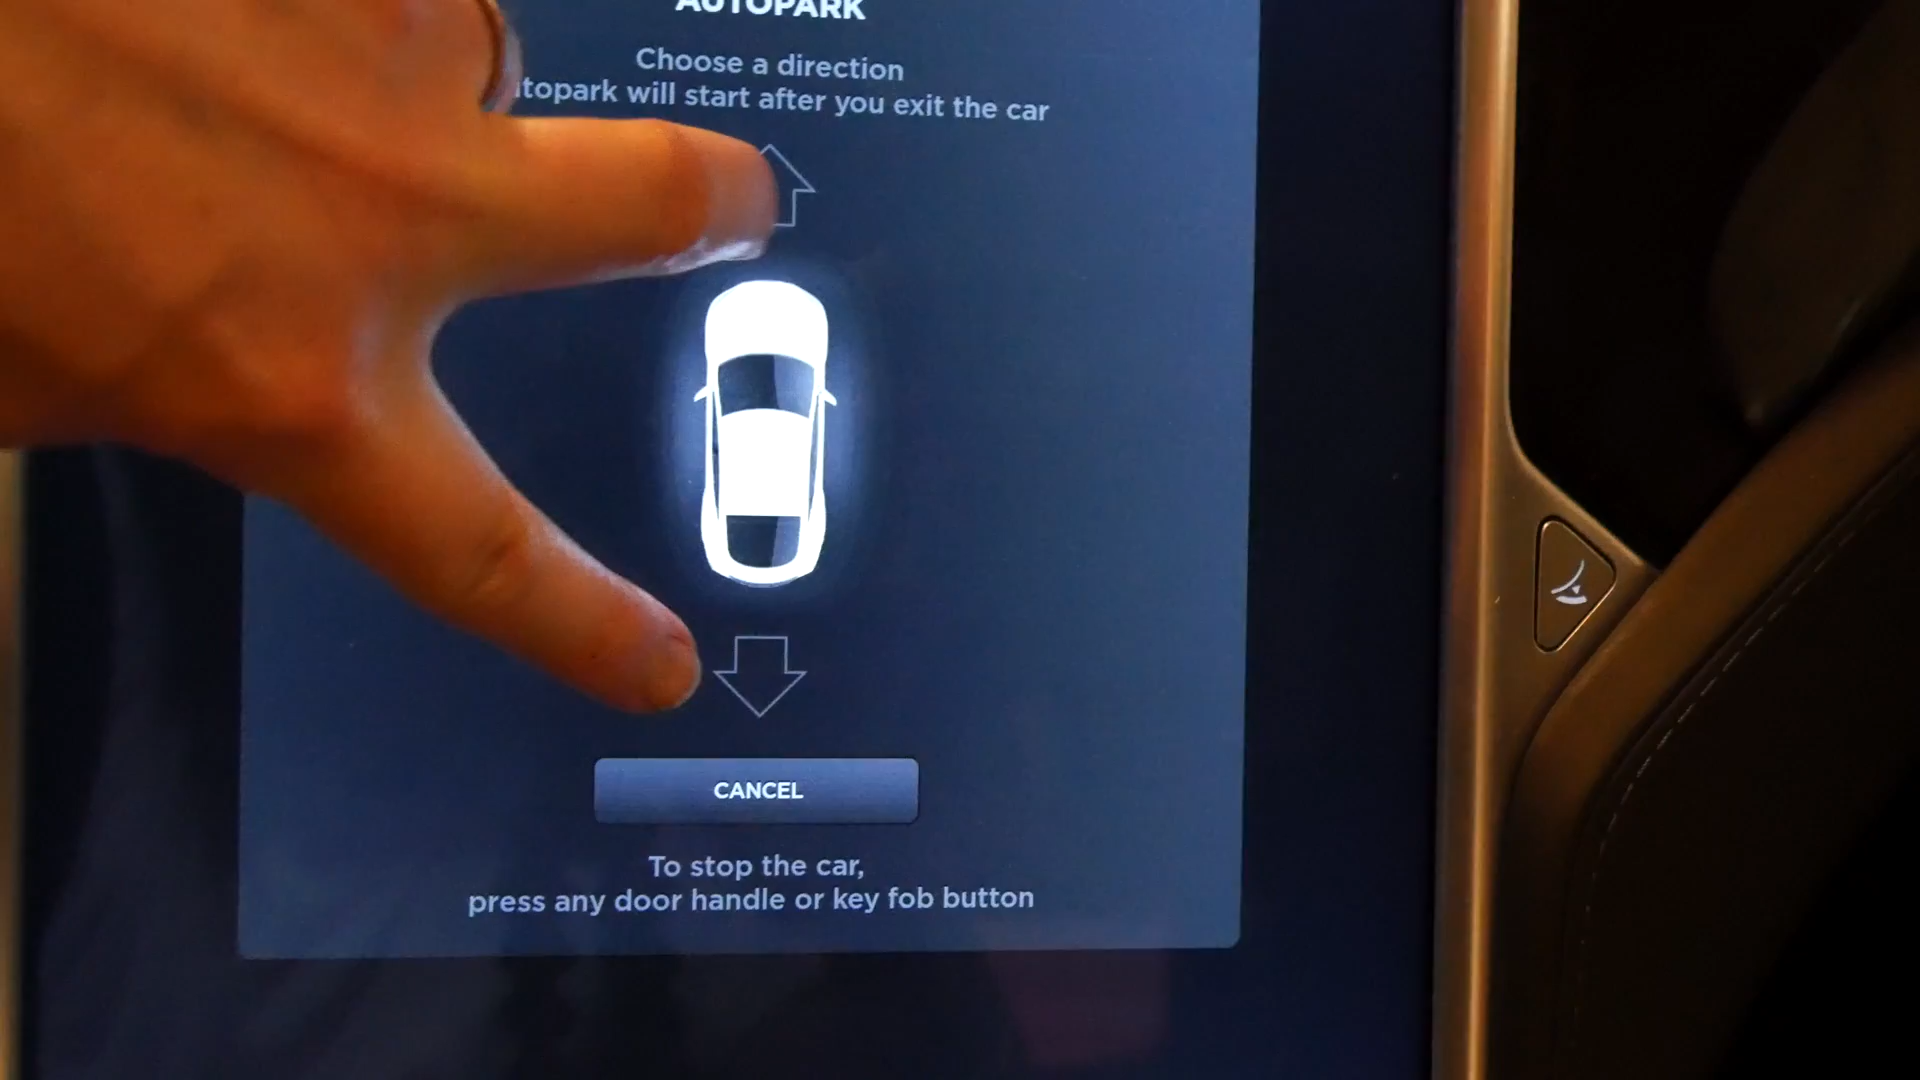 AUTOPARK
Choose a direction
topark will start after you exit the car
CANCEL
To stop the car,
press any door handle or key fob button